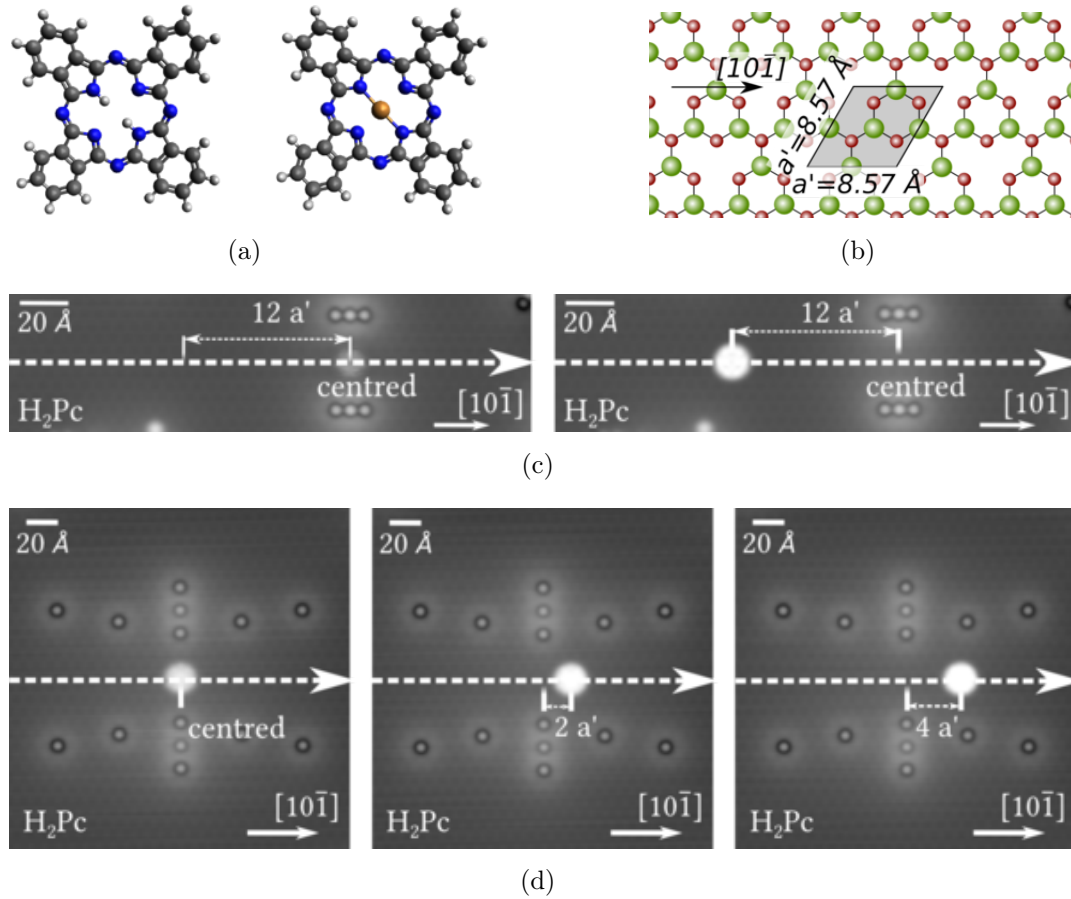 [101̄]
a'=8.57 Å
a'=8.57 Å
(a)
(b)
20 Å
12 a'
centred
H₂Pc
[101̄]
20 Å
12 a'
centred
H₂Pc
[101̄]
(c)
20 Å
centred
[101̄]
H₂Pc
20 Å
2 a'
[101̄]
H₂Pc
20 Å
4 a'
[101̄]
H₂Pc
(d)